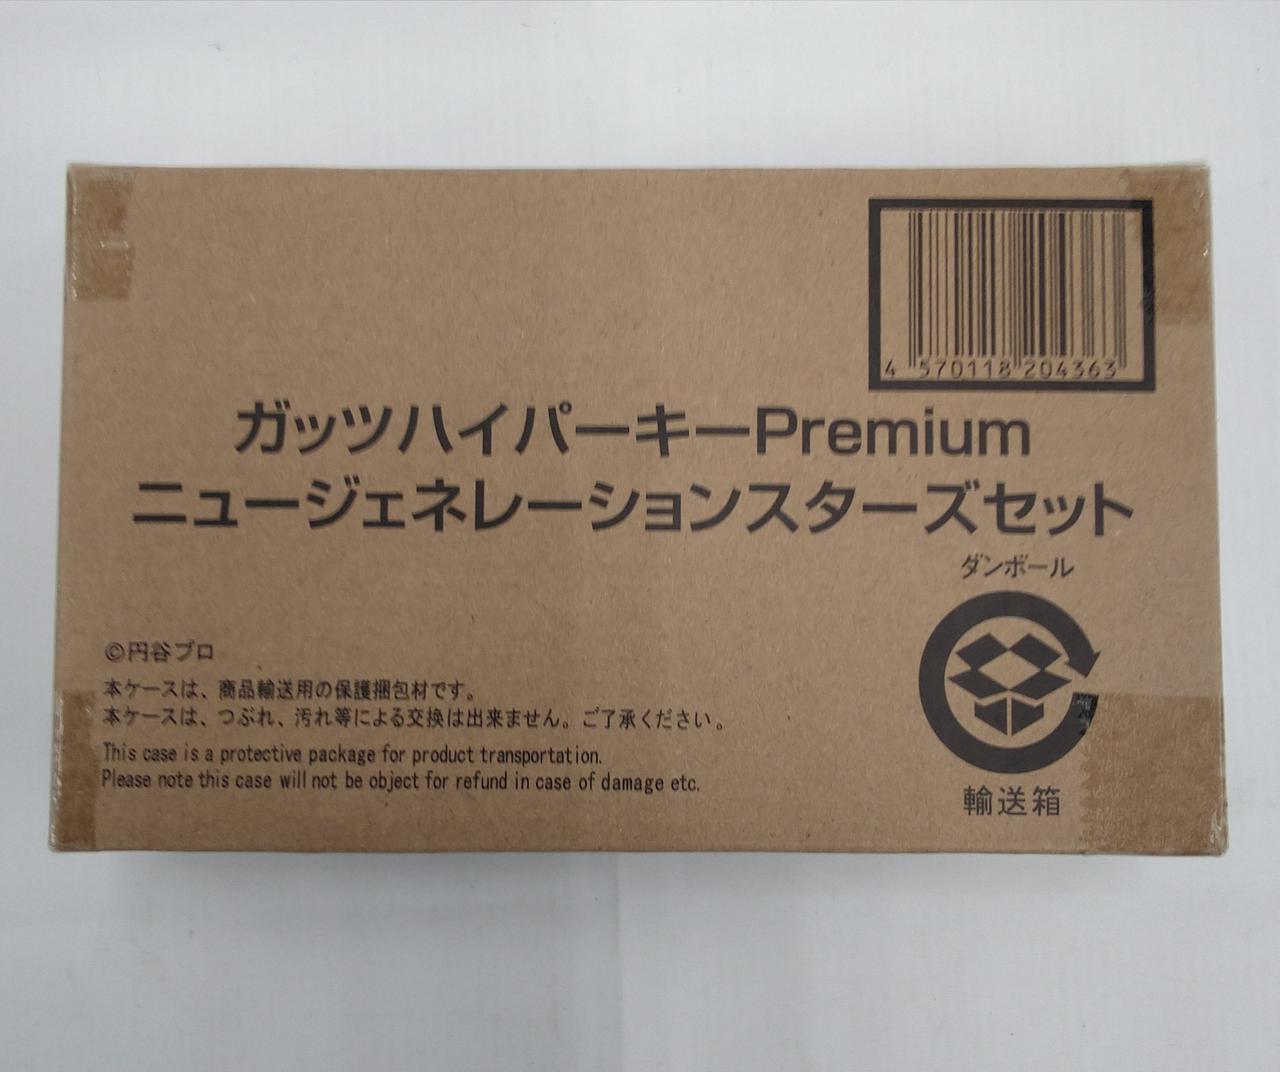 4 570118 204363
ガッツハイパーキーPremium
ニュージェネレーションスターズセット
ダンボール
©円谷プロ
本ケースは、商品輸送用の保護梱包材です。
本ケースは、つぶれ、汚れ等による交換は出来ません。ご了承ください。
This case is a protective package for product transportation.
Please note this case will not be object for refund in case of damage etc.
輸送箱